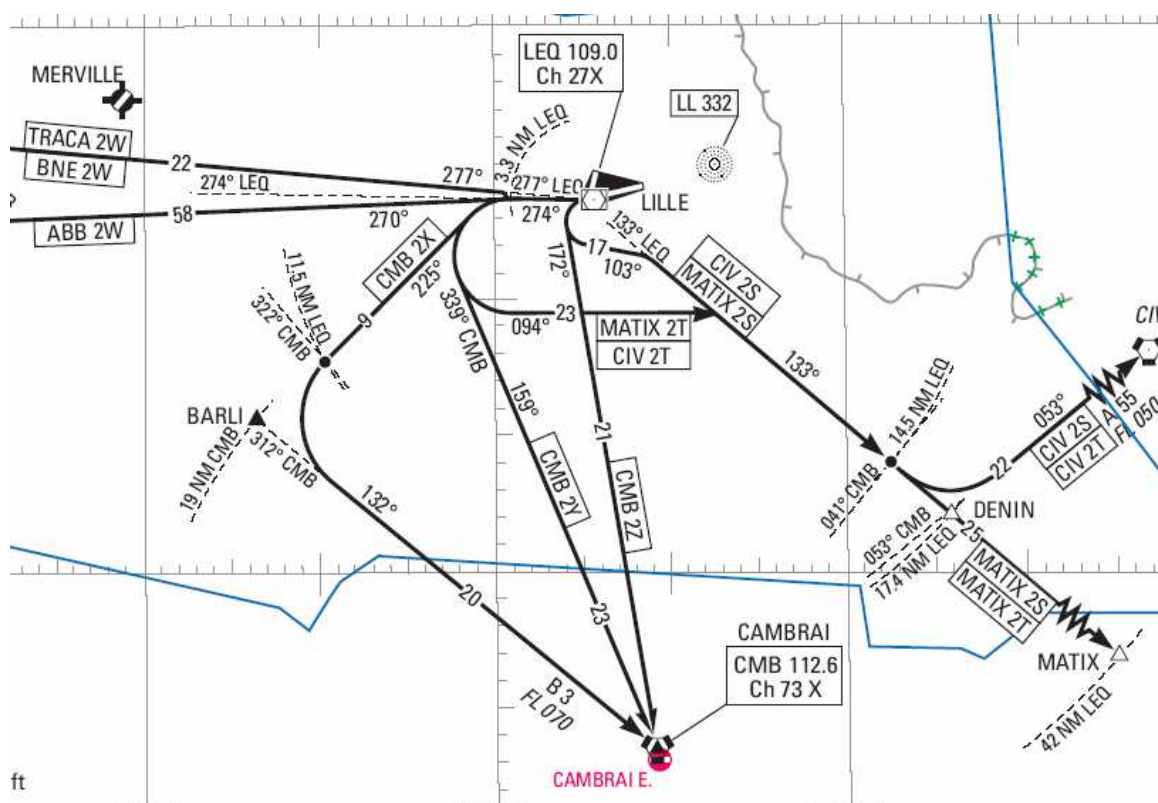 LEQ 109.0
Ch 27X
MERVILLE
LL 332
3.3 NM LEQ
TRACA 2W
BNE 2W
22
277°
277° LEQ
274° LEQ
LILLE
ABB 2W
58
270°
274°
133° LEQ
17
103°
172°
CMB 2X
225°
CIV 2S
MATIX 2S
11.5 NM LEQ
322° CMB
9
339° CMB
094°
23
MATIX 2T
CIV 2T
CIV
133°
BARLI
19 NM CMB
312° CMB
159°
21
14.5 NM LEQ
053°
CIV 2S
CIV 2T
A 55
FL 050
22
132°
CMB 2Y
CMB 2Z
041° CMB
DENIN
053° CMB
17.4 NM LEQ
25
MATIX 2S
MATIX 2T
20
23
CAMBRAI
CMB 112.6
Ch 73 X
MATIX
B 3
FL 070
42 NM LEQ
CAMBRAI E.
ft